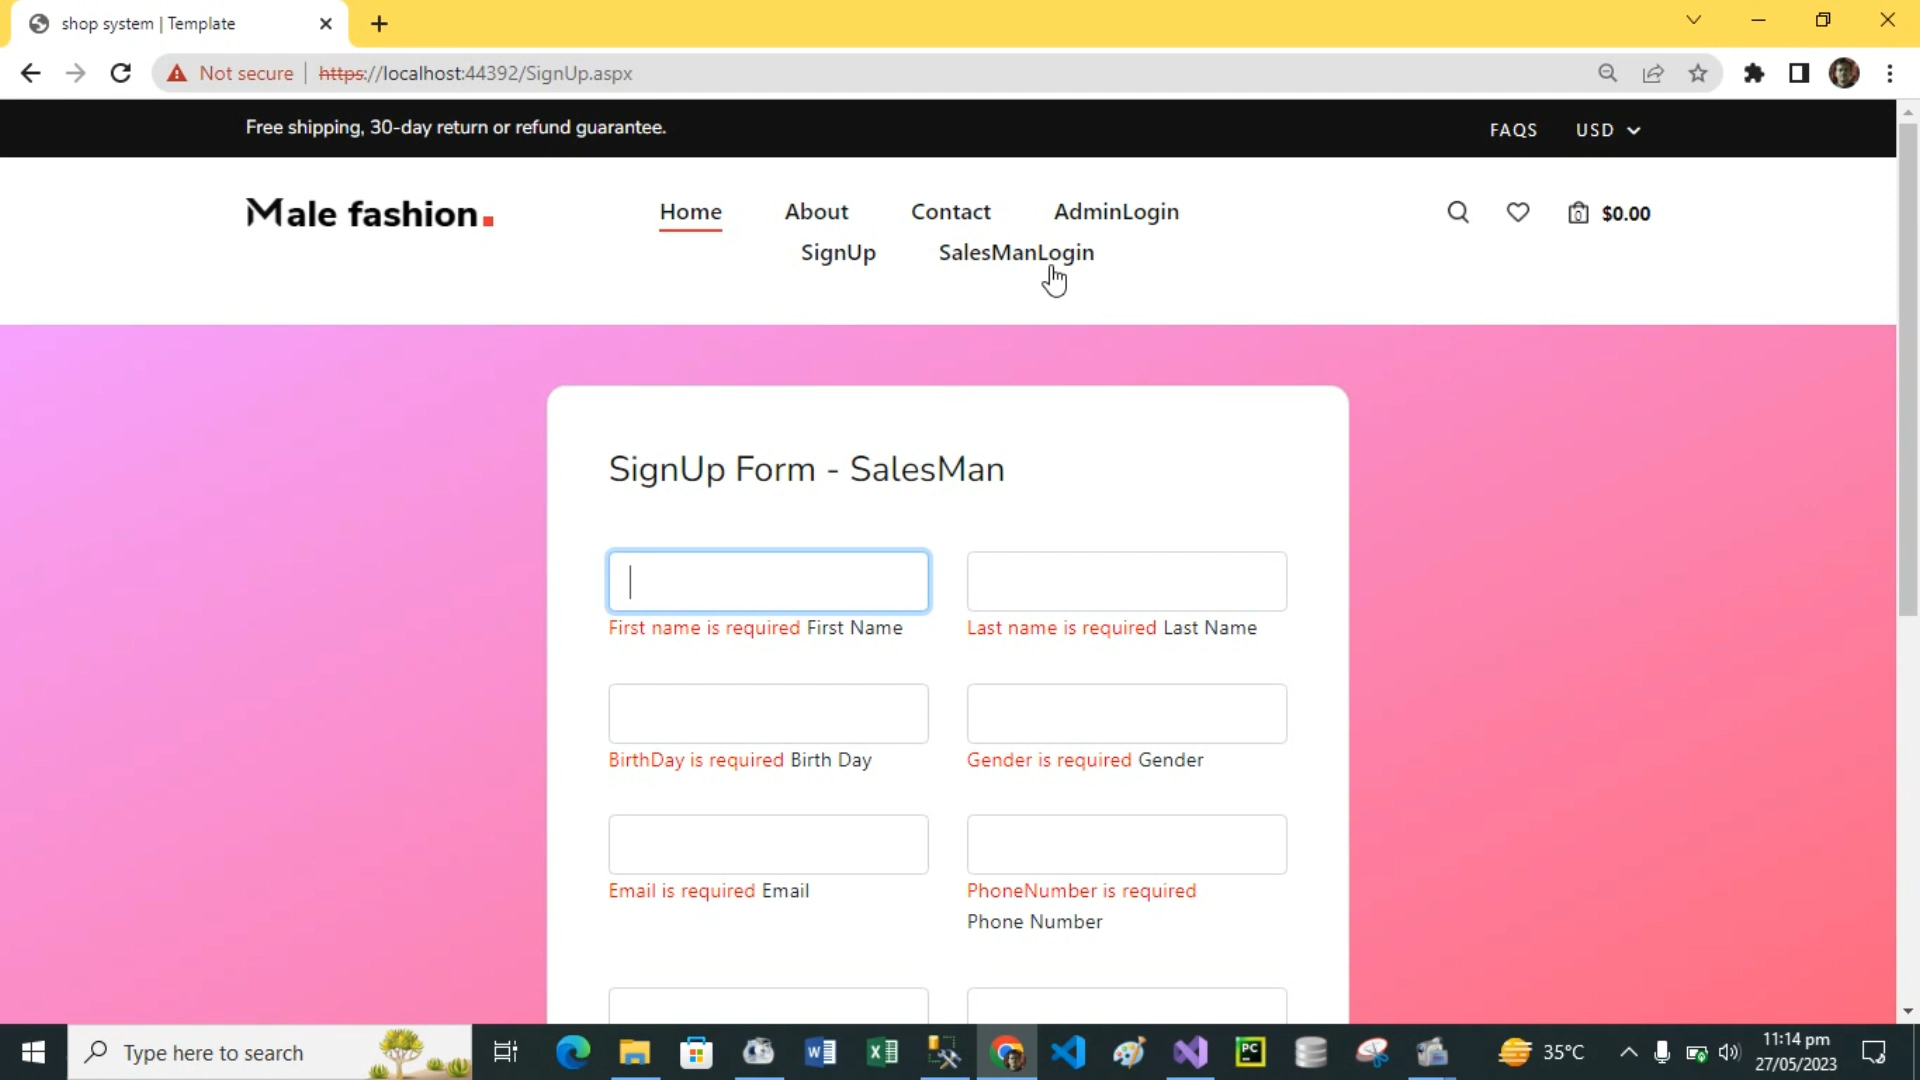 shop system | Template
Not secure https://localhost:44392/SignUp.aspx
Free shipping, 30-day return or refund guarantee.
FAQS USD
Male fashion.
Home About Contact AdminLogin
SignUp SalesManLogin
0 $0.00
SignUp Form - SalesMan
First name is required First Name
Last name is required Last Name
BirthDay is required Birth Day
Gender is required Gender
Email is required Email
PhoneNumber is required
Phone Number
Type here to search
PC
35°C
11:14 pm
27/05/2023